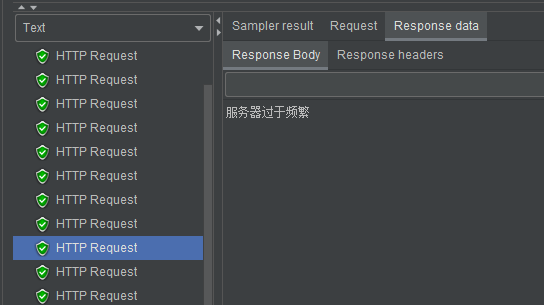 Text
HTTP Request
HTTP Request
HTTP Request
HTTP Request
HTTP Request
HTTP Request
HTTP Request
HTTP Request
HTTP Request
HTTP Request
HTTP Request
Sampler result Request Response data
Response Body Response headers
服务器过于频繁